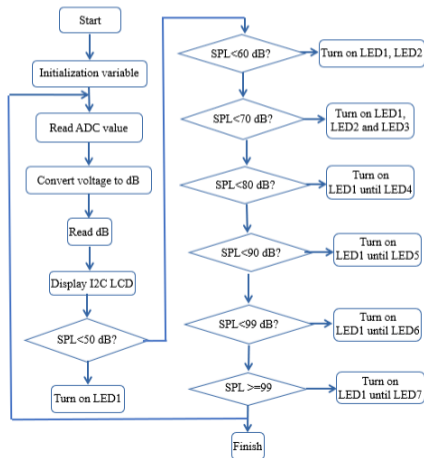 Start
Initialization variable
Read ADC value
Convert voltage to dB
Read dB
Display I2C LCD
SPL<50 dB?
Turn on LED1
SPL<60 dB?
Turn on LED1, LED2
SPL<70 dB?
Turn on LED1,
LED2 and LED3
SPL<80 dB?
Turn on
LED1 until LED4
SPL<90 dB?
Turn on
LED1 until LED5
SPL<99 dB?
Turn on
LED1 until LED6
SPL >=99
Turn on
LED1 until LED7
Finish